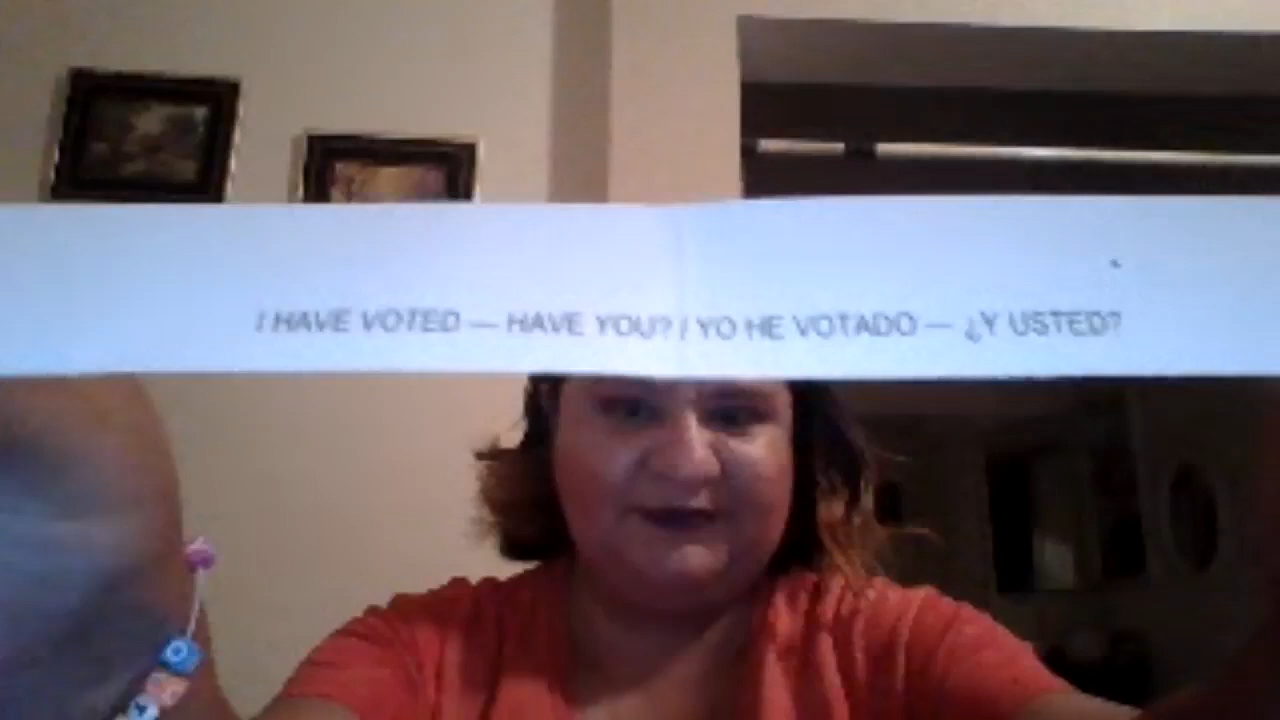 I HAVE VOTED — HAVE YOU? / YO HE VOTADO — ¿Y USTED?